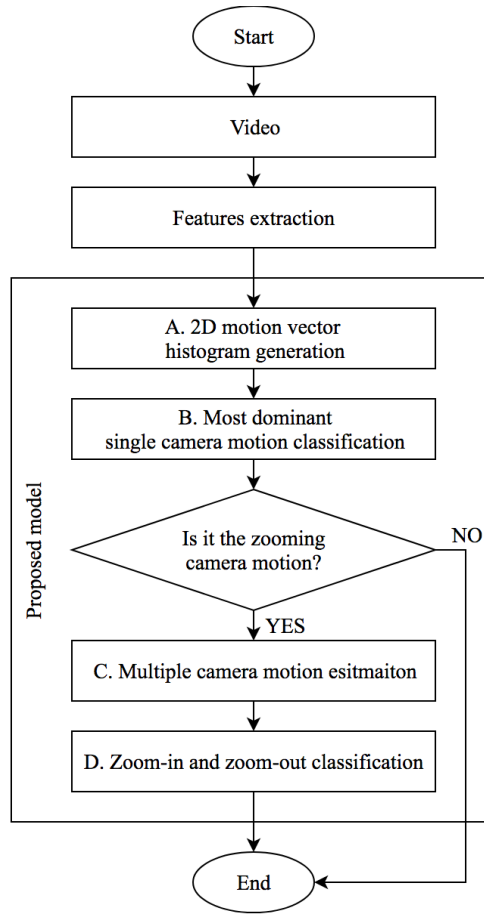 Start
Video
Features extraction
A. 2D motion vector
histogram generation
B. Most dominant
single camera motion classification
Proposed model
Is it the zooming
camera motion?
NO
YES
C. Multiple camera motion esitmaiton
D. Zoom-in and zoom-out classification
End